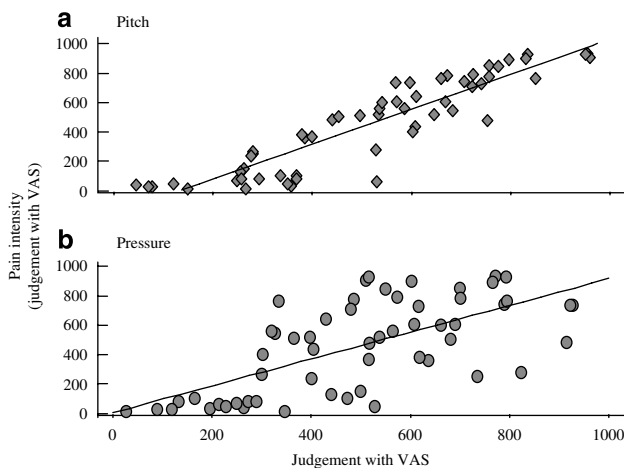 a Pitch
1000
800
600
400
200
0
Pain intensity
(judgement with VAS)
b Pressure
1000
800
600
400
200
0
0 200 400 600 800 1000
Judgement with VAS